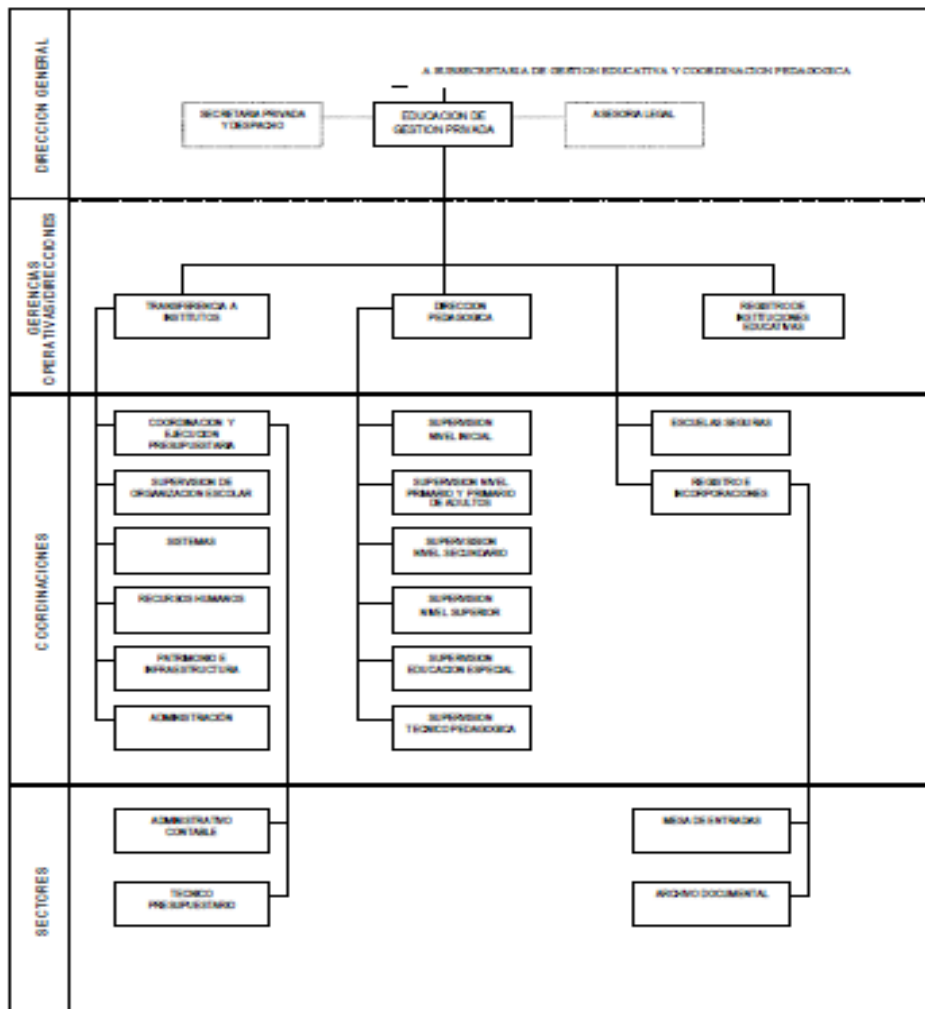 DIRECCION GENERAL
A SUBSECRETARIA DE GESTION EDUCATIVA Y COORDINACION PEDAGOGICA
SECRETARIA PRIVADA
Y DESPACHO
EDUCACION DE
GESTION PRIVADA
ASESORIA LEGAL
GERENCIAS
OPERATIVAS/DIRECCIONES
TRANSFERENCIA A
INSTITUTOS
DIRECCION
PEDAGOGICA
REGISTRO DE
INSTITUCIONES
EDUCATIVAS
COORDINACIONES
COORDINACION Y
EJECUCION
PRESUPUESTARIA
SUPERVISION
NIVEL INICIAL
ESCUELAS SEGURAS
SUPERVISION DE
ORGANIZACION ESCOLAR
SUPERVISION NIVEL
PRIMARIO Y PRIMARIO
DE ADULTOS
REGISTRO E
INCORPORACIONES
SISTEMAS
SUPERVISION
NIVEL SECUNDARIO
RECURSOS HUMANOS
SUPERVISION
NIVEL SUPERIOR
PATRIMONIO E
INFRAESTRUCTURA
SUPERVISION
EDUCACION ESPECIAL
ADMINISTRACIÓN
SUPERVISION
TECNICO PEDAGOGICA
SECTORES
ADMINISTRATIVO
CONTABLE
MESA DE ENTRADAS
TECNICO
PRESUPUESTARIO
ARCHIVO DOCUMENTAL